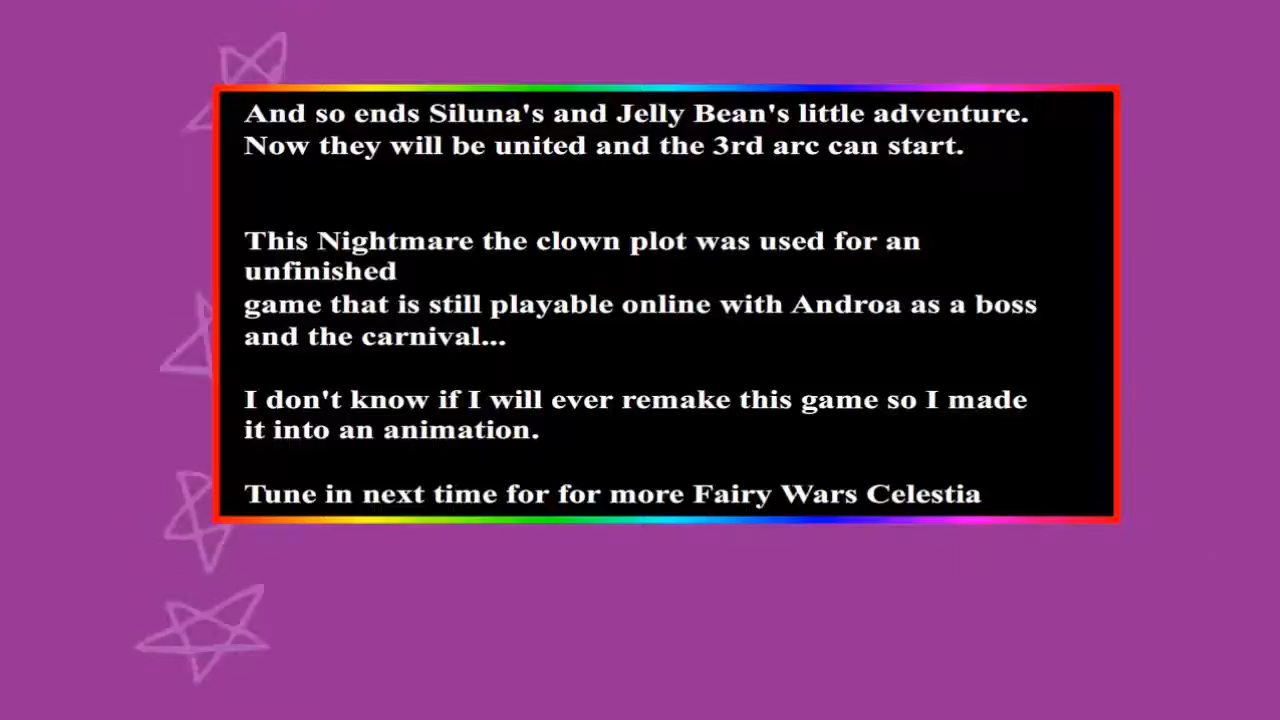 And so ends Siluna's and Jelly Bean's little adventure.
Now they will be united and the 3rd arc can start.
This Nightmare the clown plot was used for an
unfinished
game that is still playable online with Androa as a boss
and the carnival...
I don't know if I will ever remake this game so I made
it into an animation.
Tune in next time for for more Fairy Wars Celestia